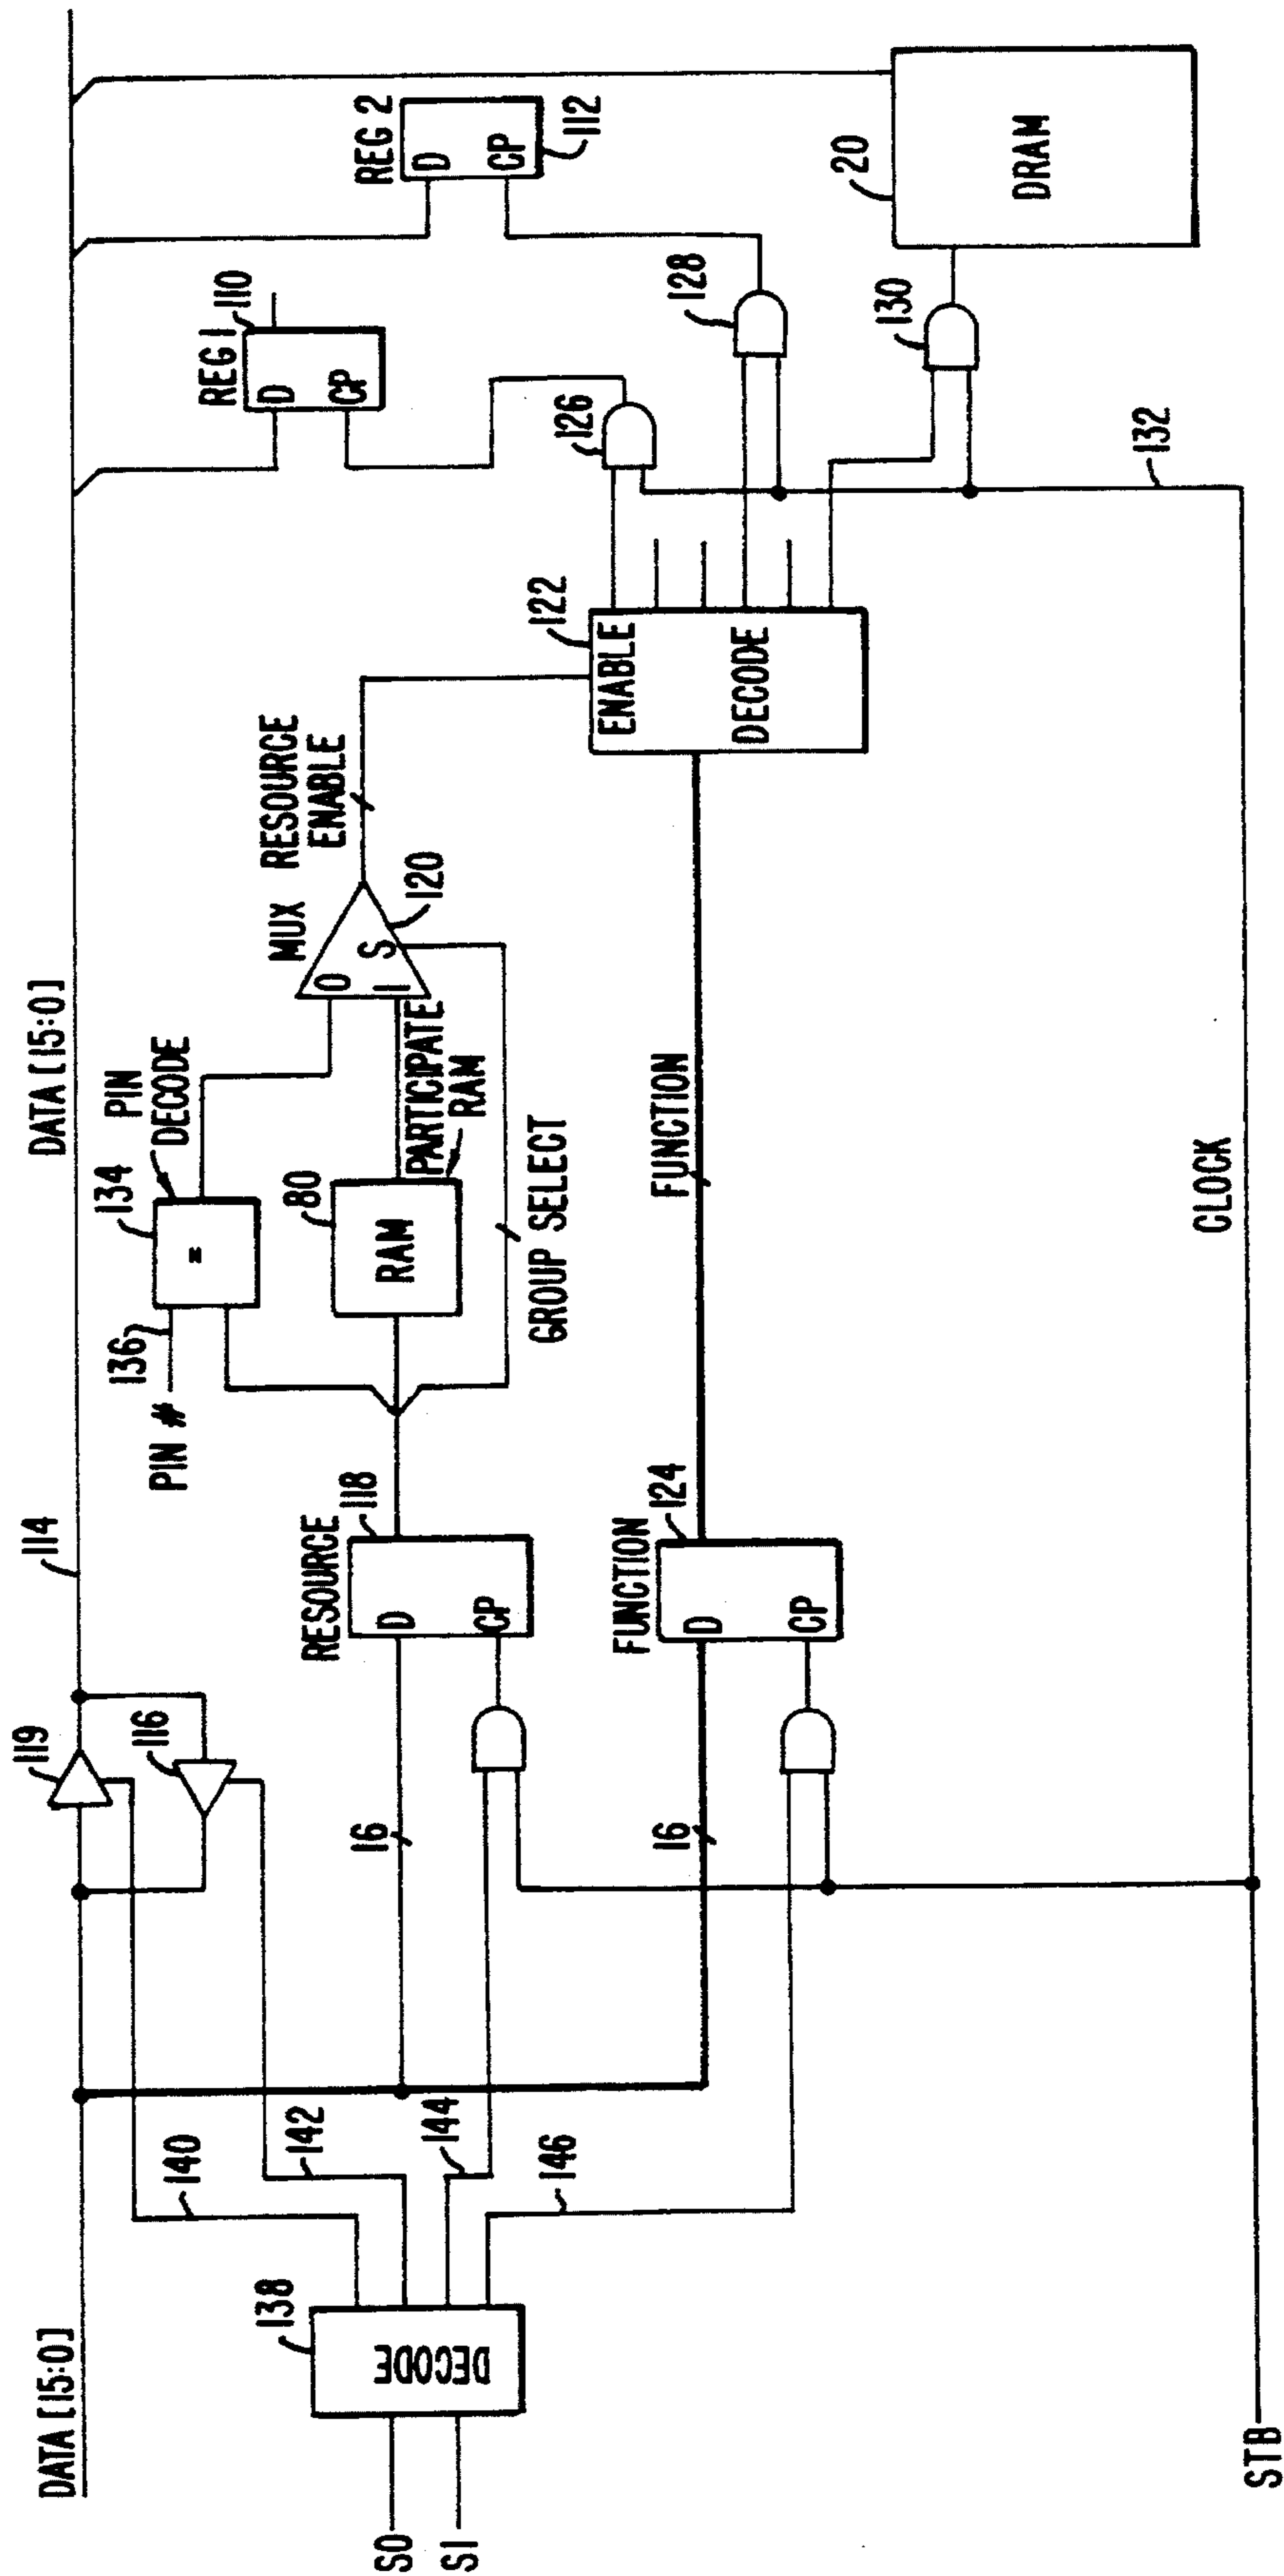 DATA [15:0]
S0
S1
138
DECODE
140
142
144
146
119
116
114
DATA [15:0]
16
16
RESOURCE
118
D
CP
FUNCTION
124
D
CP
PIN #
136
134
PIN
DECODE
=
80
RAM
PARTICIPATE
RAM
GROUP SELECT
MUX
0
1
S
120
RESOURCE
ENABLE
FUNCTION
122
ENABLE
DECODE
REG 1
110
D
CP
REG 2
D
CP
112
126
128
130
20
DRAM
132
CLOCK
STB